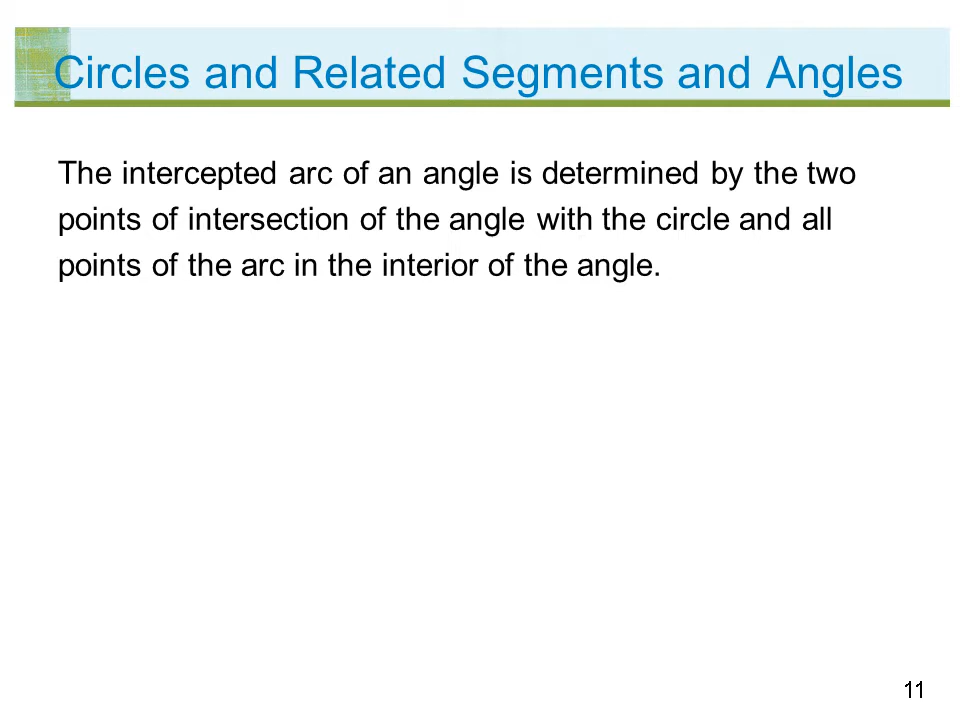 Circles and Related Segments and Angles
The intercepted arc of an angle is determined by the two
points of intersection of the angle with the circle and all
points of the arc in the interior of the angle.
11